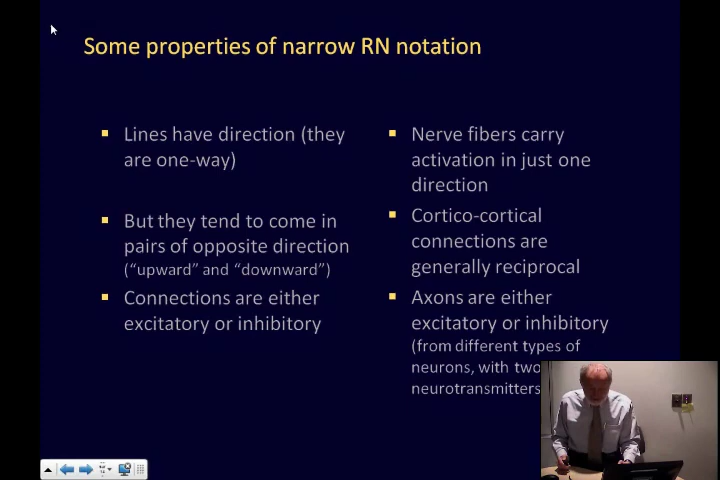 Some properties of narrow RN notation
▪ Lines have direction (they
are one-way)
▪ But they tend to come in
pairs of opposite direction
(“upward” and “downward”)
▪ Connections are either
excitatory or inhibitory
▪ Nerve fibers carry
activation in just one
direction
▪ Cortico-cortical
connections are
generally reciprocal
▪ Axons are either
excitatory or inhibitory
(from different types of
neurons, with two
neurotransmitters